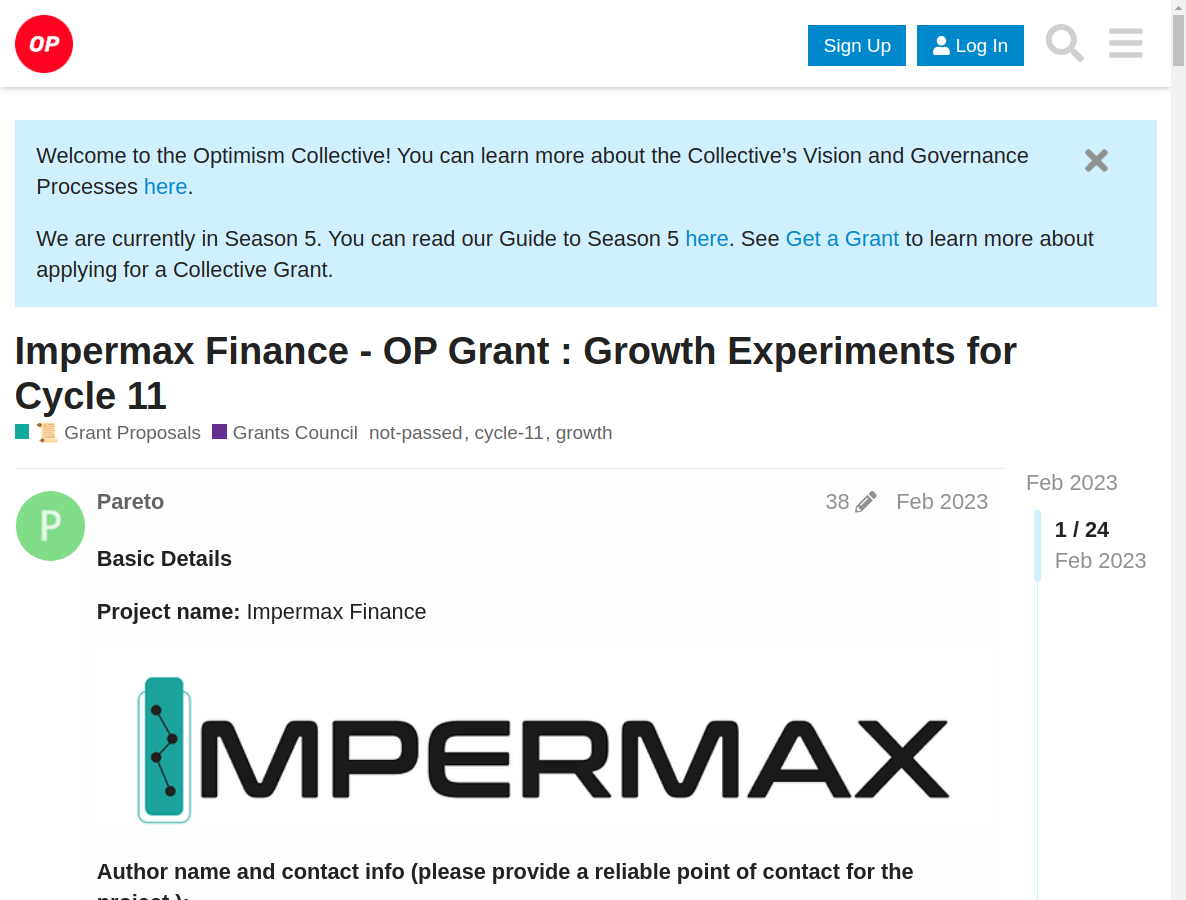 OP
Sign Up
Log In
Welcome to the Optimism Collective! You can learn more about the Collective’s Vision and Governance
Processes here.
We are currently in Season 5. You can read our Guide to Season 5 here. See Get a Grant to learn more about
applying for a Collective Grant.
Impermax Finance - OP Grant : Growth Experiments for
Cycle 11
📜 Grant Proposals Grants Council not-passed, cycle-11, growth
P
Pareto
38
Feb 2023
Feb 2023
1 / 24
Feb 2023
Basic Details
Project name: Impermax Finance
IMPERMAX
Author name and contact info (please provide a reliable point of contact for the
project.):